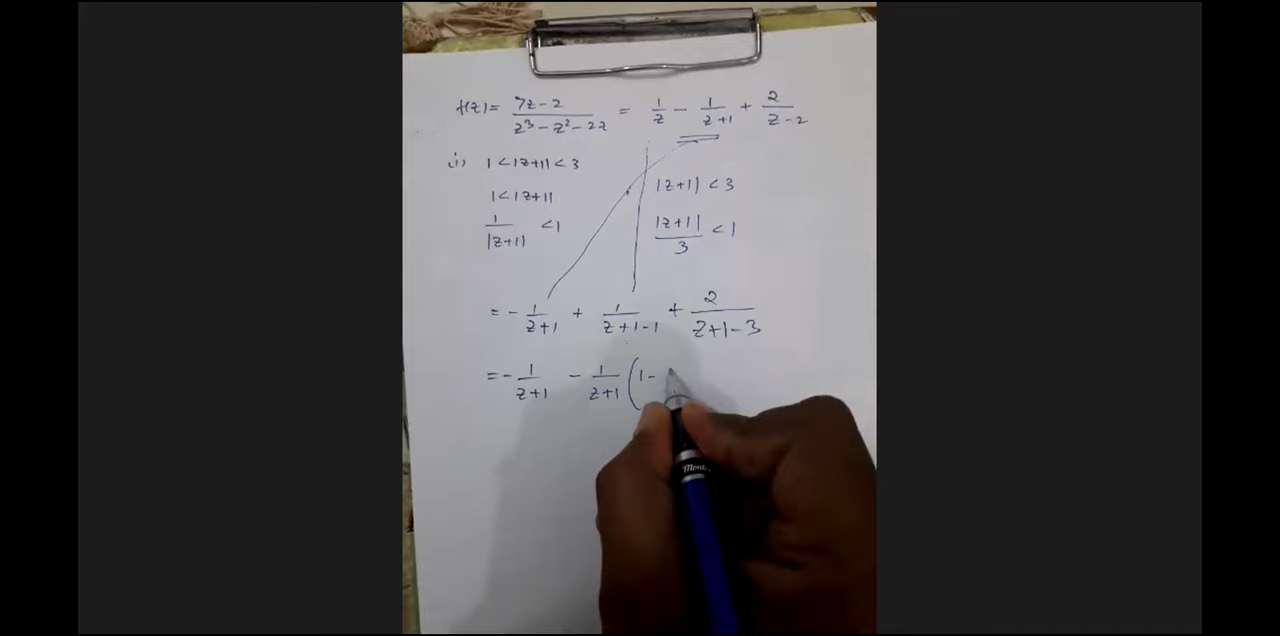 f(z) = 7z-2 / z³-z²-2z = 1/z - 1/z+1 + 2/z-2
i) 1 < |z+1| < 3
1 < |z+1|
1/|z+1| < 1
|z+1| < 3
|z+1|/3 < 1
= - 1/z+1 + 1/z+1-1 + 2/z+1-3
= - 1/z+1 - 1/z+1 (1-